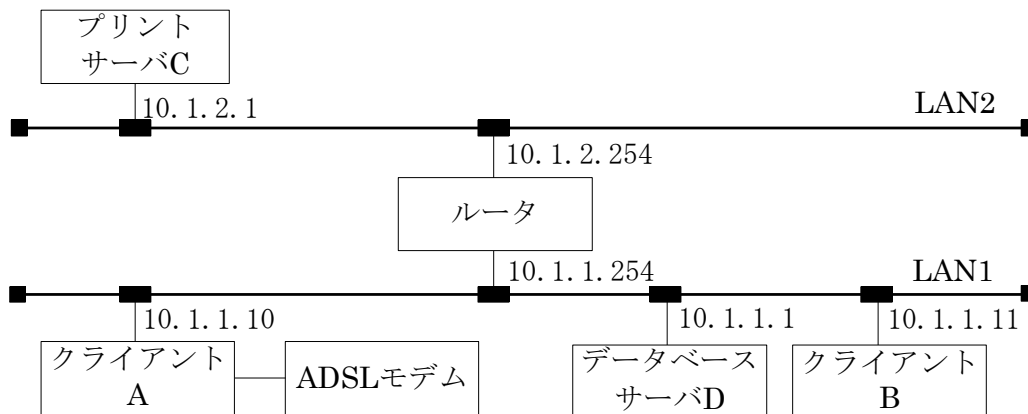 プリント
サーバC
10.1.2.1
LAN2
10.1.2.254
ルータ
10.1.1.254
LAN1
10.1.1.10
10.1.1.1
10.1.1.11
クライアント
A
ADSLモデム
データベース
サーバD
クライアント
B